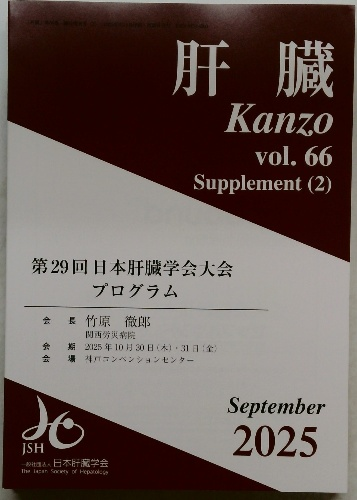 肝 臓
Kanzo
vol. 66
Supplement (2)
第29回日本肝臓学会大会
プログラム
会 長 竹原 徹郎
関西労災病院
会 期 2025年10月30日(木)・31日(金)
会 場 神戸コンベンションセンター
September
2025
JSH
一般社団法人 日本肝臓学会
The Japan Society of Hepatology